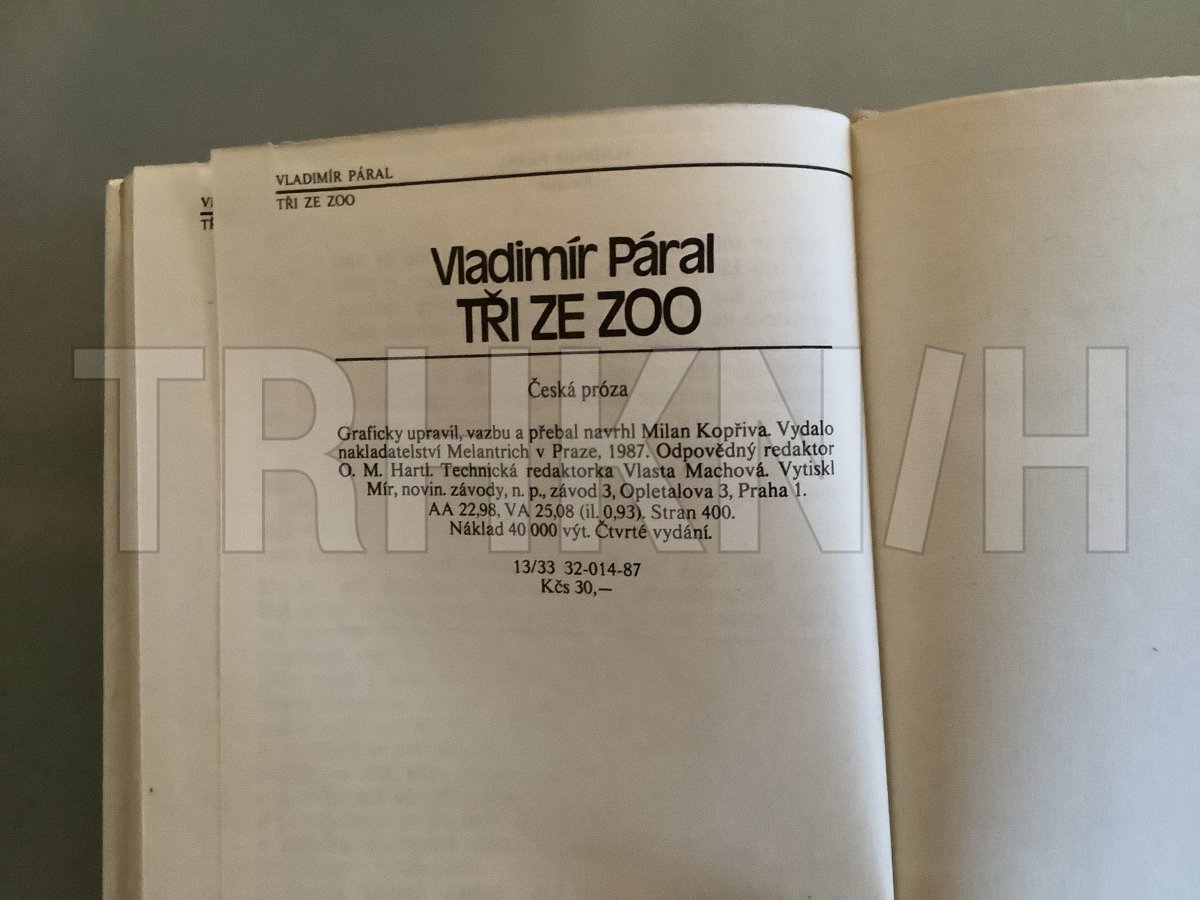 VLADIMÍR PÁRAL
TŘI ZE ZOO
Vladimír Páral
TŘI ZE ZOO
Česká próza
Graficky upravil, vazbu a přebal navrhl Milan Kopřiva. Vydalo
nakladatelství Melantrich v Praze, 1987. Odpovědný redaktor
O. M. Hartl. Technická redaktorka Vlasta Machová. Vytiskl
Mír, novin. závody, n. p., závod 3, Opletalova 3, Praha 1.
AA 22,98, VA 25,08 (il. 0,93). Stran 400.
Náklad 40 000 výt. Čtvrté vydání.
13/33 32-014-87
Kčs 30,—
TRHKNIH